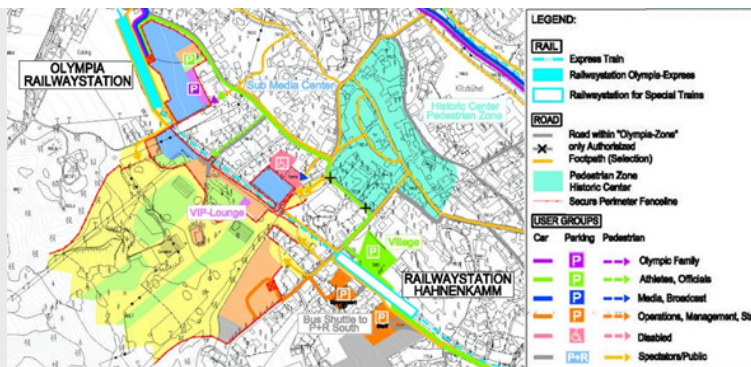 OLYMPIA
RAILWAYSTATION
Sub Media Center
Historic Center
Pedestrian Zone
Kitzbühel
VIP-Lounge
Village
RAILWAYSTATION
HAHNENKAMM
Bus Shuttle to
P+R South
P
P
P
P
P
LEGEND:
RAIL
Express Train
Railwaystation Olympia-Express
Railwaystation for Special Trains
ROAD
Road within "Olympia-Zone"
only Authorisized
Footpath (Selection)
Pedestrian Zone
Historic Center
Secure Perimeter Fenceline
USER GROUPS
Car Parking Pedestrian
P Olympic Family
P Athletes, Officials
P Media, Broadcast
P Operations, Management, Sta
Disabled
P+R Spectators/Public